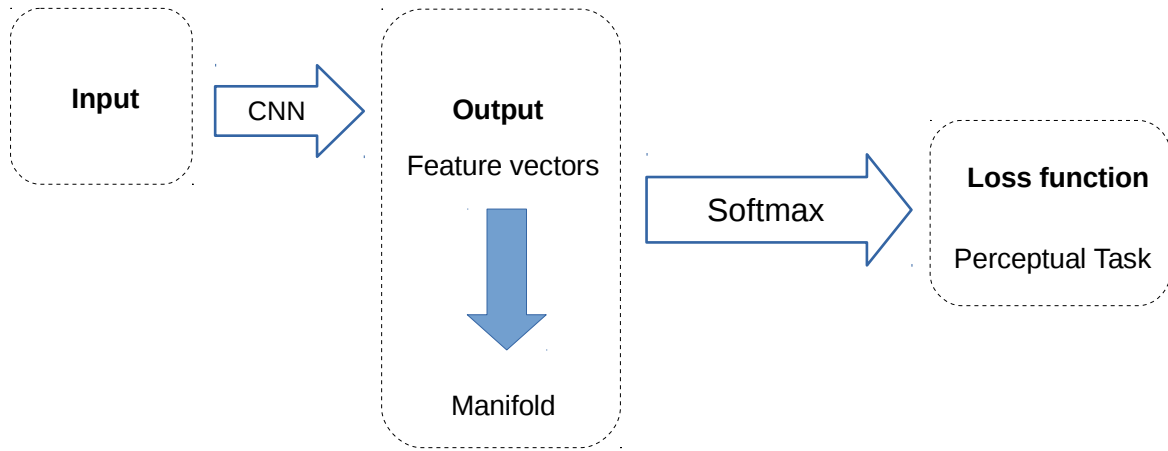 Input
CNN
Output
Feature vectors
Manifold
Softmax
Loss function
Perceptual Task